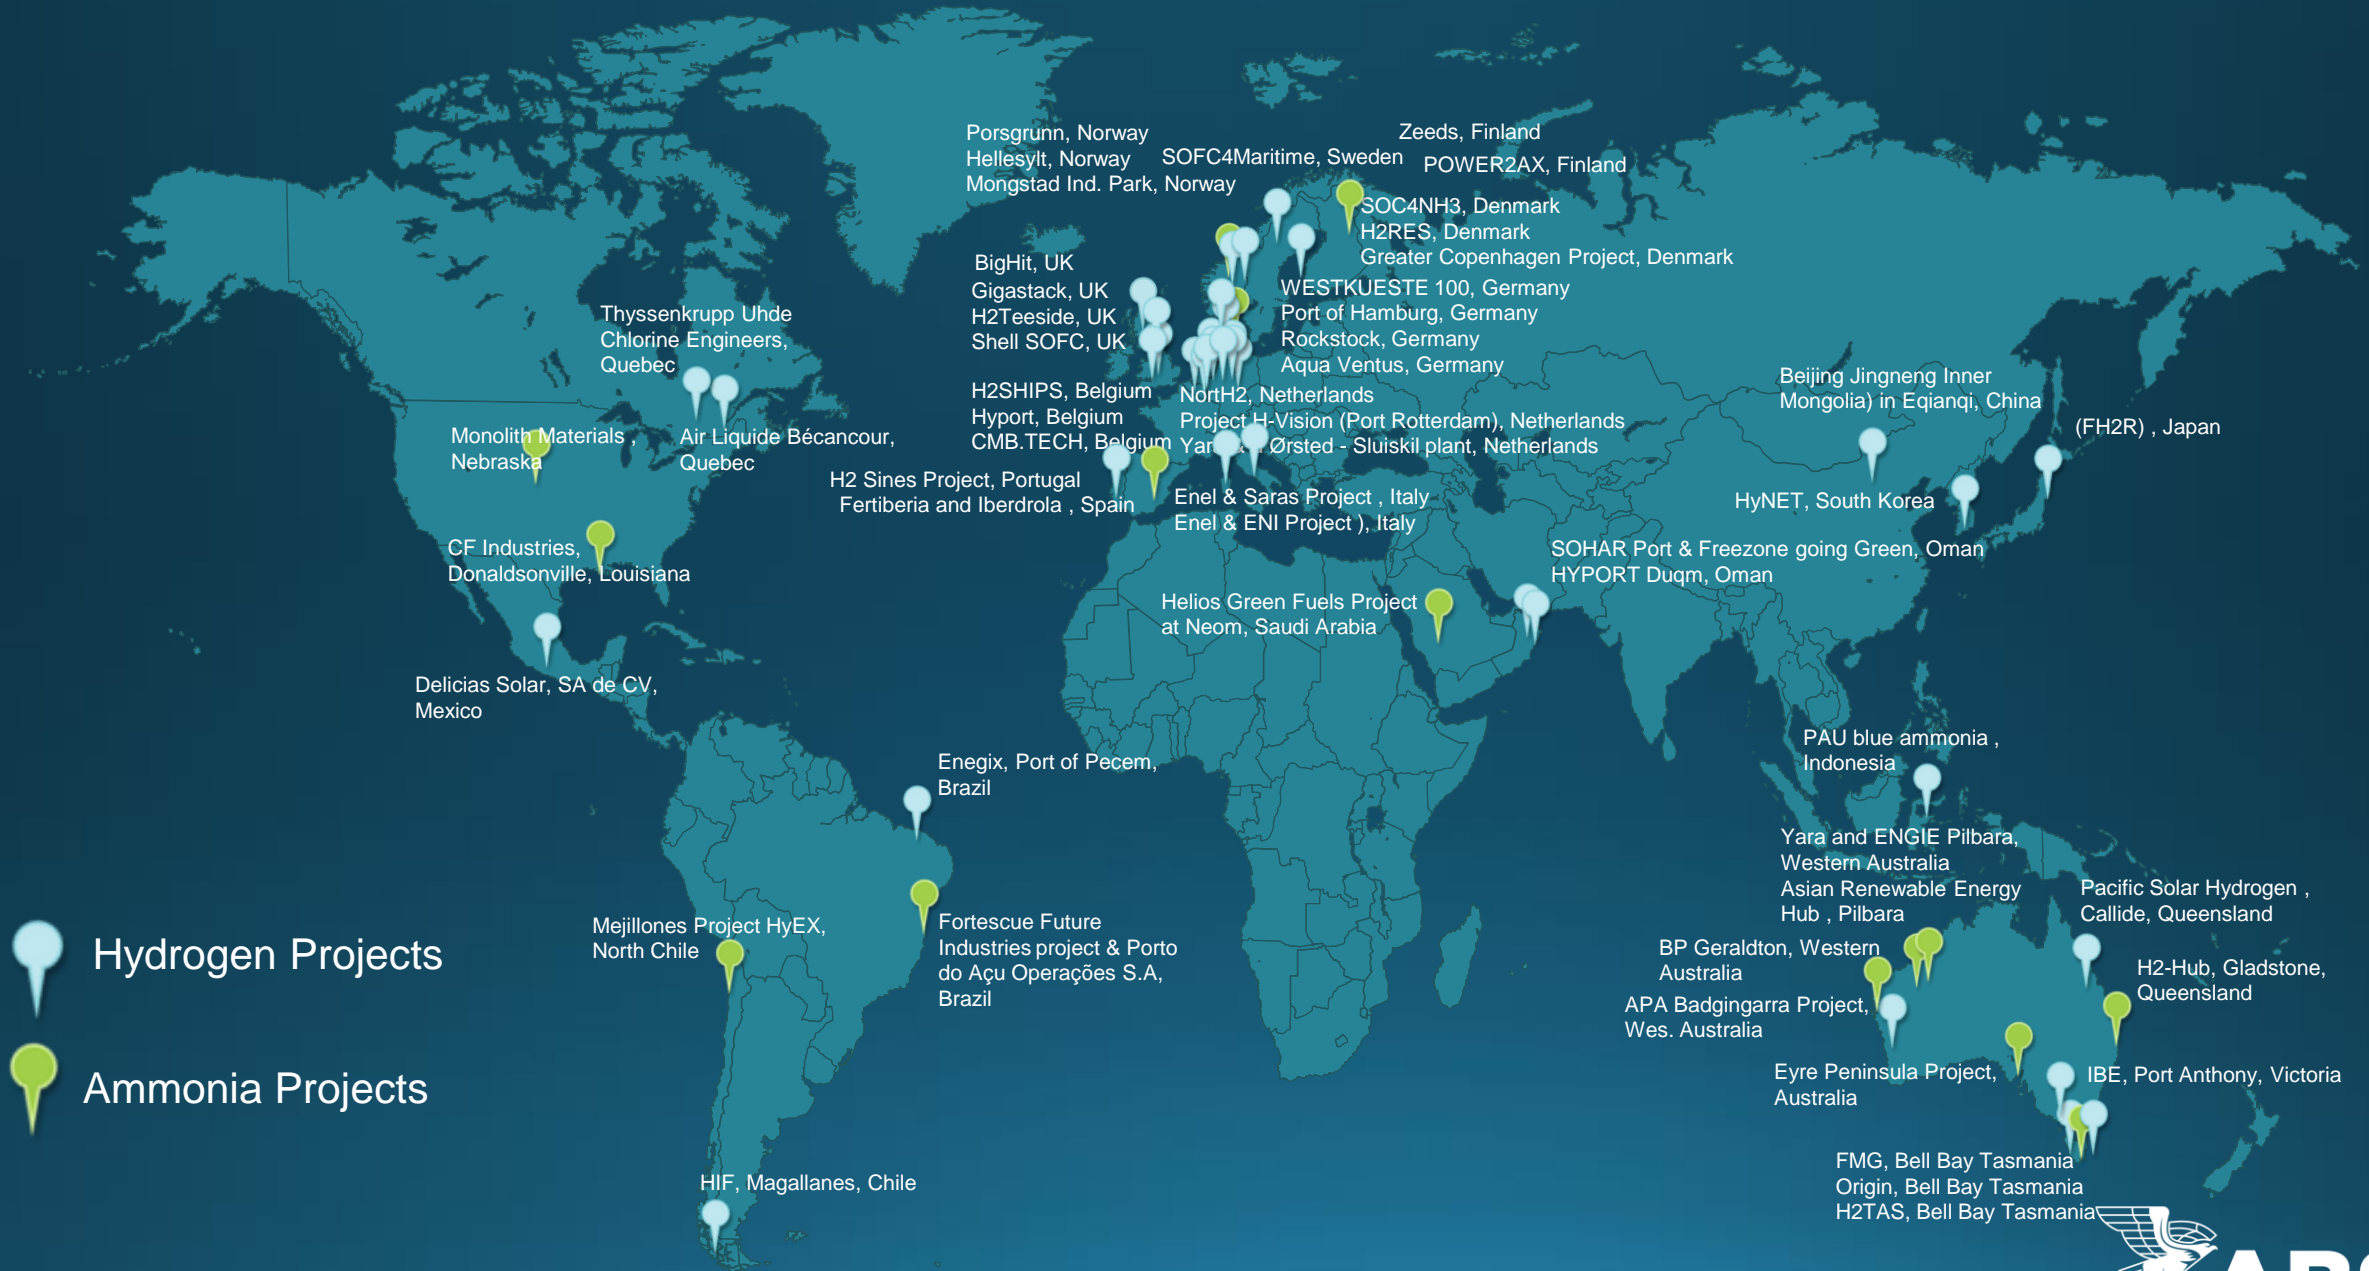 Porsgrunn, Norway
Hellesylt, Norway
Mongstad Ind. Park, Norway
SOFC4Maritime, Sweden
Zeeds, Finland
POWER2AX, Finland
SOC4NH3, Denmark
H2RES, Denmark
Greater Copenhagen Project, Denmark
BigHit, UK
Gigastack, UK
H2Teeside, UK
Shell SOFC, UK
WESTKUESTE 100, Germany
Port of Hamburg, Germany
Rockstock, Germany
Aqua Ventus, Germany
Thyssenkrupp Uhde
Chlorine Engineers,
Quebec
H2SHIPS, Belgium
Hyport, Belgium
CMB.TECH, Belgium
NortH2, Netherlands
Project H-Vision (Port Rotterdam), Netherlands
Ørsted - Sluiskil plant, Netherlands
Beijing Jingneng Inner
Mongolia) in Eqianqi, China
(FH2R) , Japan
Monolith Materials ,
Nebraska
Air Liquide Bécancour,
Quebec
H2 Sines Project, Portugal
Fertiberia and Iberdrola , Spain
Enel & Saras Project , Italy
Enel & ENI Project ), Italy
HyNET, South Korea
CF Industries,
Donaldsonville, Louisiana
SOHAR Port & Freezone going Green, Oman
HYPORT Duqm, Oman
Helios Green Fuels Project
at Neom, Saudi Arabia
Delicias Solar, SA de CV,
Mexico
Enegix, Port of Pecem,
Brazil
PAU blue ammonia ,
Indonesia
Yara and ENGIE Pilbara,
Western Australia
Asian Renewable Energy
Hub , Pilbara
Pacific Solar Hydrogen ,
Callide, Queensland
Mejillones Project HyEX,
North Chile
Fortescue Future
Industries project & Porto
do Açu Operações S.A,
Brazil
BP Geraldton, Western
Australia
H2-Hub, Gladstone,
Queensland
APA Badgingarra Project,
Wes. Australia
Eyre Peninsula Project,
Australia
IBE, Port Anthony, Victoria
FMG, Bell Bay Tasmania
Origin, Bell Bay Tasmania
H2TAS, Bell Bay Tasmania
HIF, Magallanes, Chile
Hydrogen Projects
Ammonia Projects